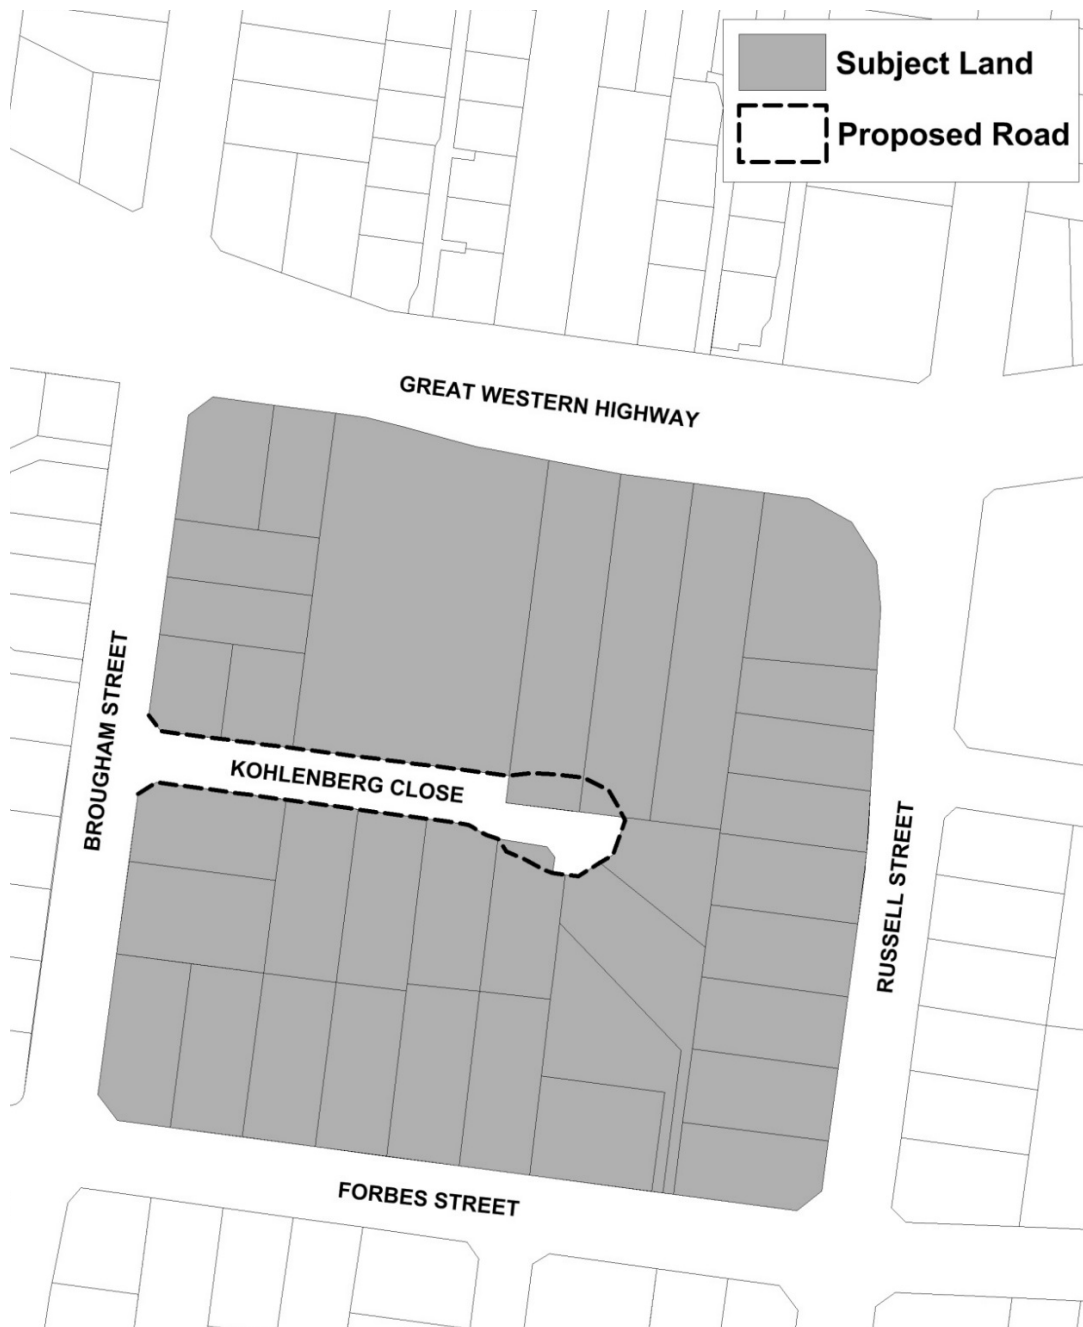 Subject Land
Proposed Road
GREAT WESTERN HIGHWAY
BROUGHAM STREET
KOHLENBERG CLOSE
RUSSELL STREET
FORBES STREET